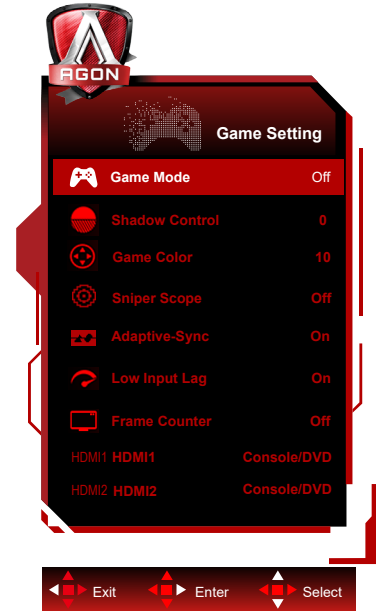 AGON
Game Setting
Game Mode Off
Shadow Control 0
Game Color 10
Sniper Scope Off
Adaptive-Sync On
Low Input Lag On
Frame Counter Off
HDMI1 HDMI1 Console/DVD
HDMI2 HDMI2 Console/DVD
Exit Enter Select